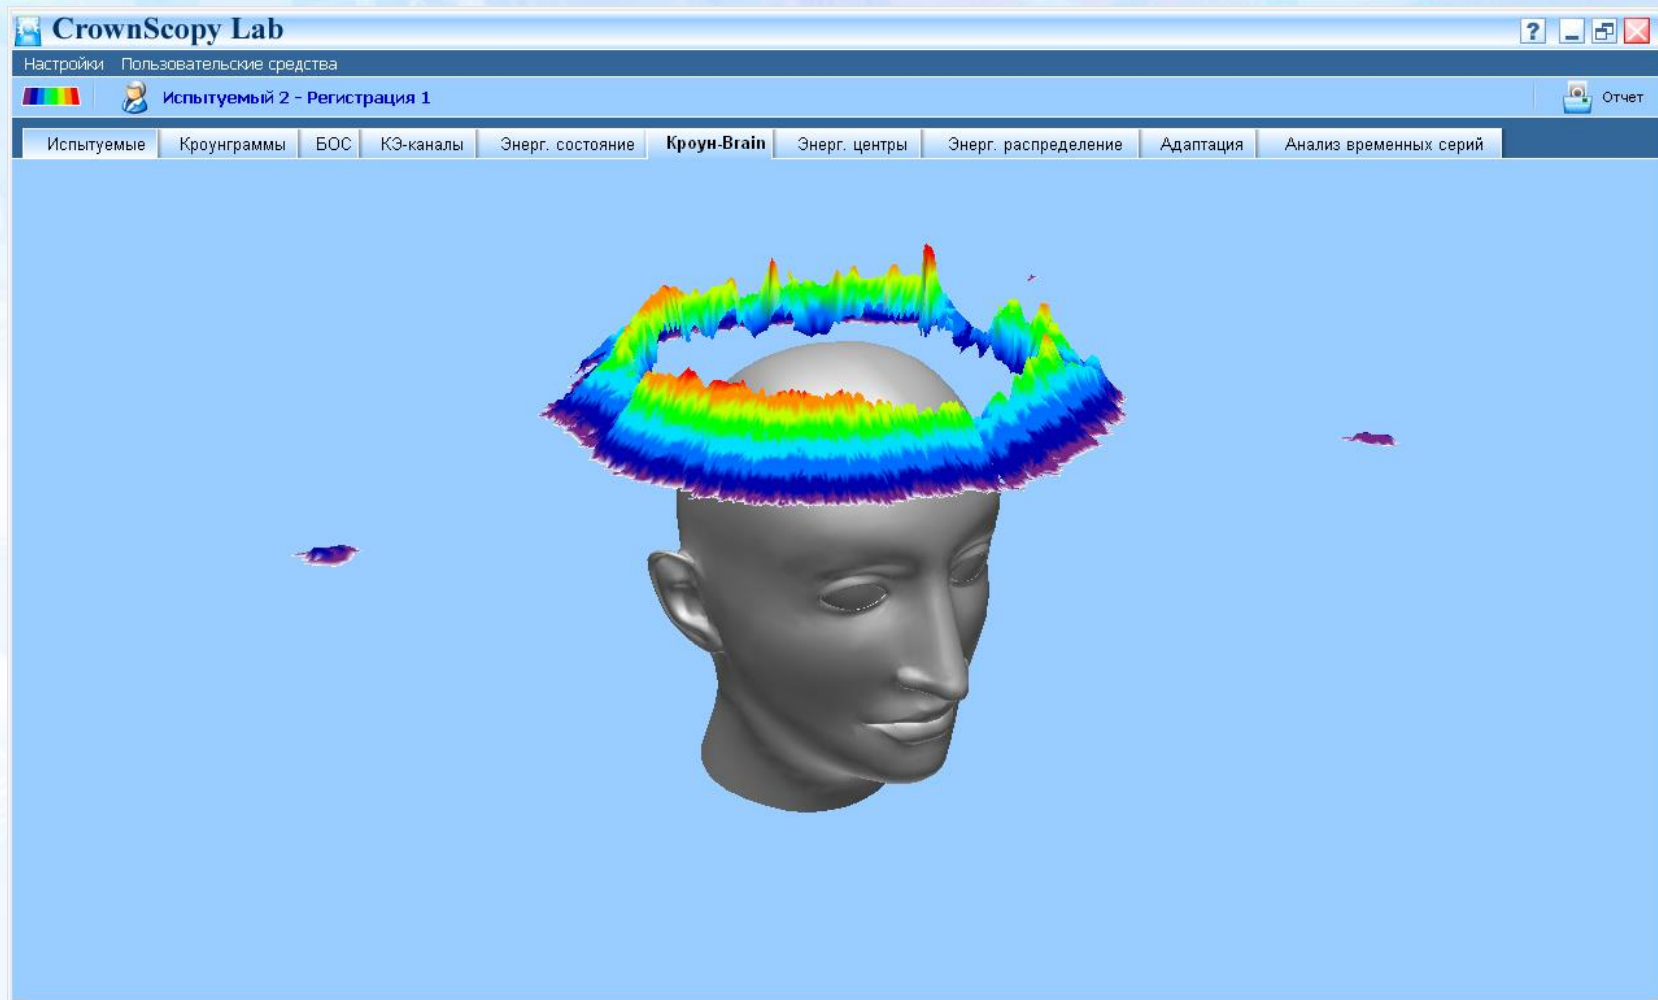 CrownScopy Lab
?
Настройки Пользовательские средства
Испытуемый 2 - Регистрация 1 Отчет
Испытуемые Кроунграммы БОС КЭ-каналы Энерг. состояние Кроун-Brain Энерг. центры Энерг. распределение Адаптация Анализ временных серий